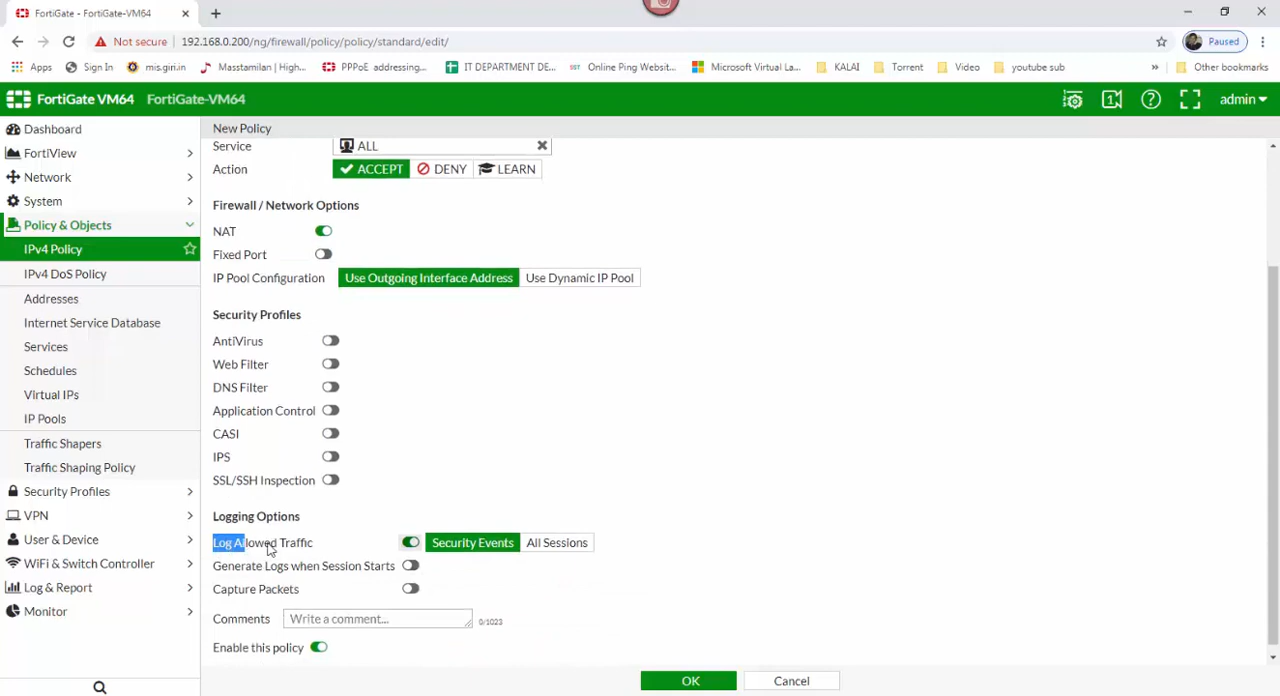 FortiGate - FortiGate-VM64
Not secure 192.168.0.200/ng/firewall/policy/policy/standard/edit/
Paused
Apps Sign In mis.giri.in Masstamilan | High... PPPoE addressing... IT DEPARTMENT DE... Online Ping Websit... Microsoft Virtual La... KALAI Torrent Video youtube sub » Other bookmarks
FortiGate VM64 FortiGate-VM64 1 admin
Dashboard
FortiView
Network
System
Policy & Objects
IPv4 Policy
IPv4 DoS Policy
Addresses
Internet Service Database
Services
Schedules
Virtual IPs
IP Pools
Traffic Shapers
Traffic Shaping Policy
Security Profiles
VPN
User & Device
WiFi & Switch Controller
Log & Report
Monitor
New Policy
Service ALL
Action ACCEPT DENY LEARN
Firewall / Network Options
NAT
Fixed Port
IP Pool Configuration Use Outgoing Interface Address Use Dynamic IP Pool
Security Profiles
AntiVirus
Web Filter
DNS Filter
Application Control
CASI
IPS
SSL/SSH Inspection
Logging Options
Log Allowed Traffic Security Events All Sessions
Generate Logs when Session Starts
Capture Packets
Comments Write a comment... 0/1023
Enable this policy
OK Cancel